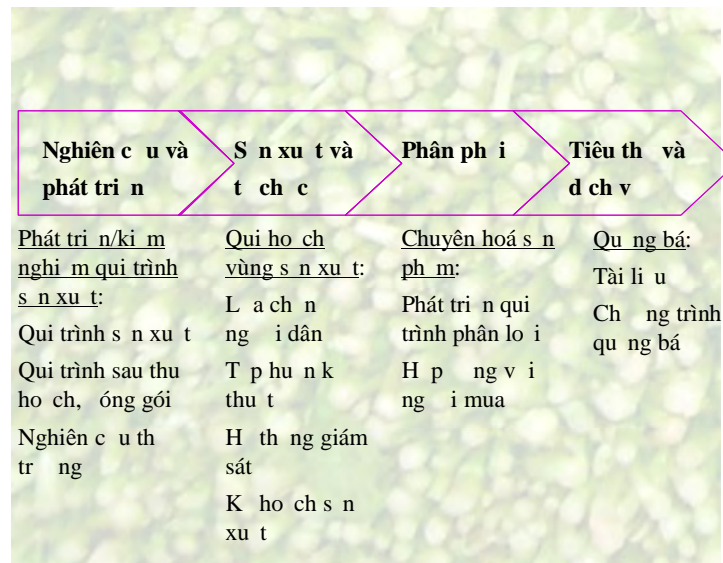 Nghiên c u và
phát tri n
S n xu t và
t ch c
Phân ph i
Tiêu th và
d ch v
Phát tri n/ki m
nghi m qui trình
s n xu t:
Qui trình s n xu t
Qui trình sau thu
ho ch, óng gói
Nghiên c u th
tr ng
Qui ho ch
vùng s n xu t:
L a ch n
ng i dân
T p hu n k
thu t
H th ng giám
sát
K ho ch s n
xu t
Chuyên hoá s n
ph m:
Phát tri n qui
trình phân lo i
H p ng v i
ng i mua
Qu ng bá:
Tài li u
Ch ng trình
qu ng bá